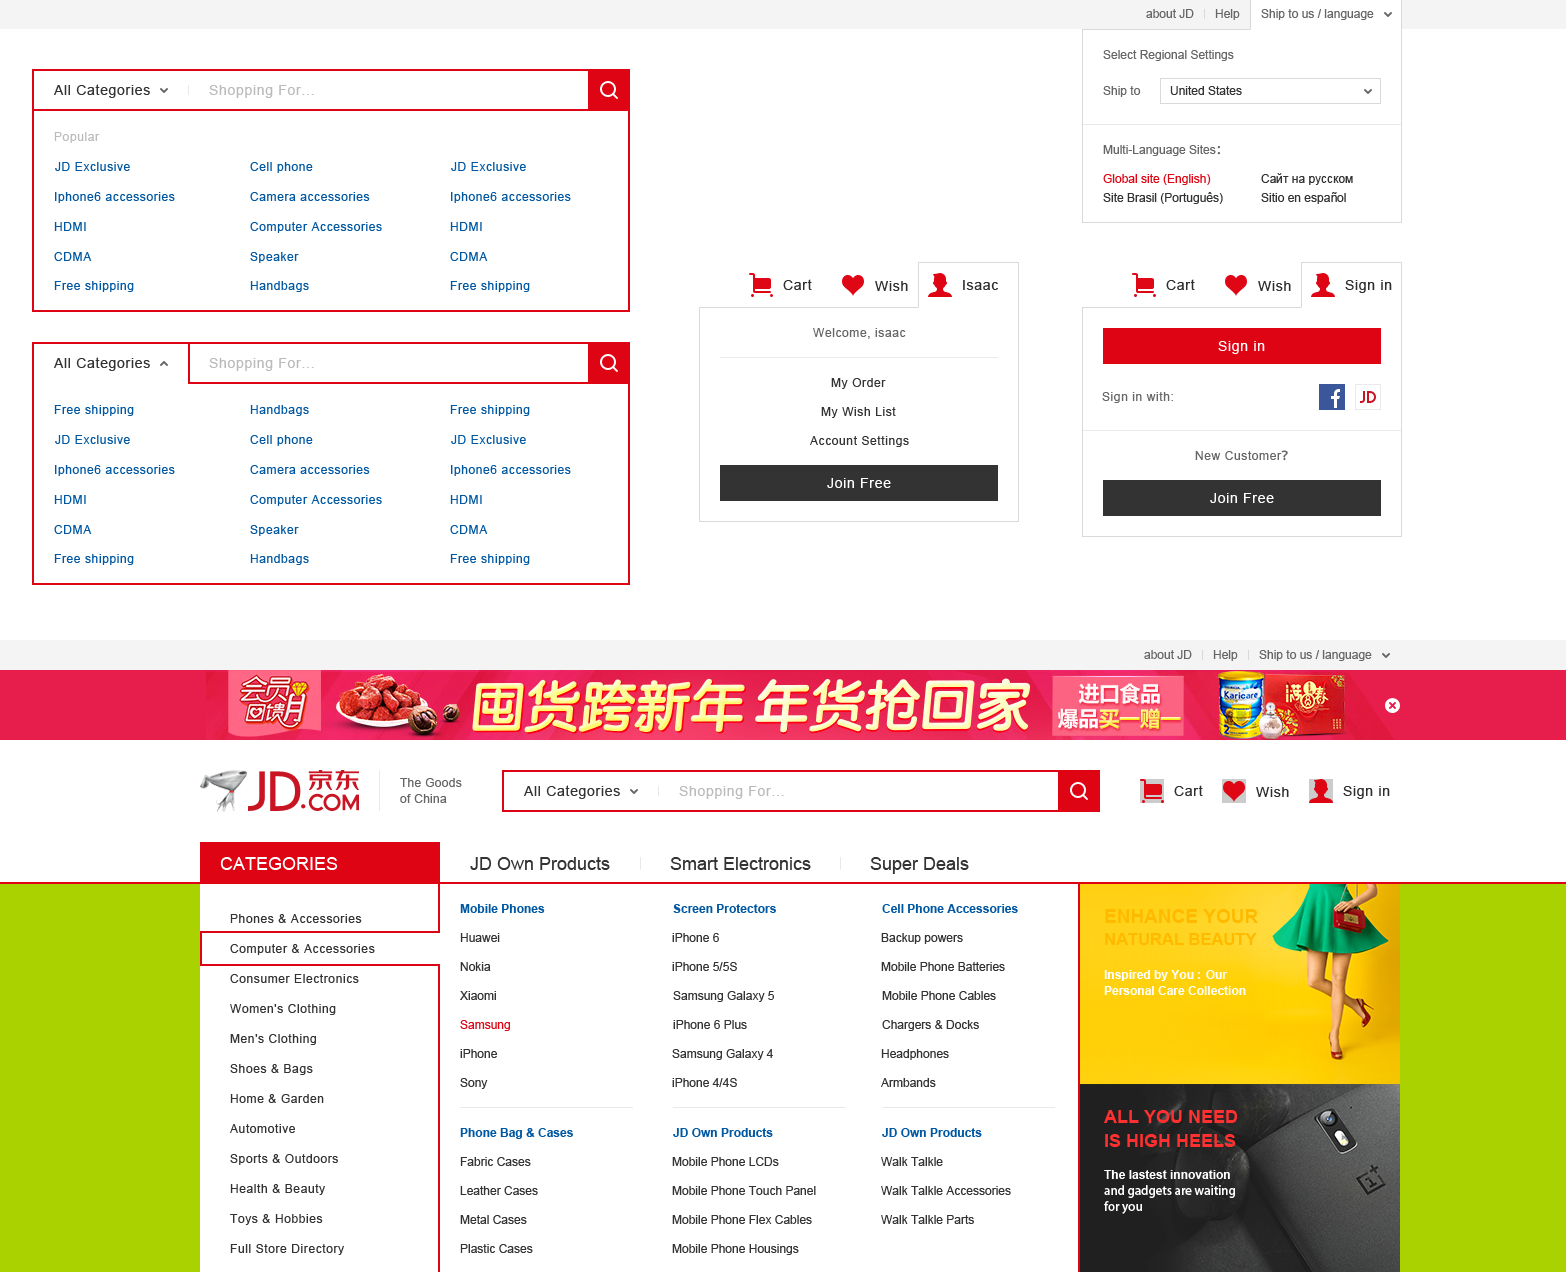 about JD
Help
Ship to us / language
Select Regional Settings
Ship to
United States
Multi-Language Sites:
Global site (English)
Сайт на русском
Site Brasil (Português)
Sitio en español
All Categories
Shopping For...
Popular
JD Exclusive
Cell phone
JD Exclusive
Iphone6 accessories
Camera accessories
Iphone6 accessories
HDMI
Computer Accessories
HDMI
CDMA
Speaker
CDMA
Free shipping
Handbags
Free shipping
All Categories
Shopping For...
Free shipping
Handbags
Free shipping
JD Exclusive
Cell phone
JD Exclusive
Iphone6 accessories
Camera accessories
Iphone6 accessories
HDMI
Computer Accessories
HDMI
CDMA
Speaker
CDMA
Free shipping
Handbags
Free shipping
Cart
Wish
Isaac
Welcome, isaac
My Order
My Wish List
Account Settings
Join Free
Cart
Wish
Sign in
Sign in
Sign in with:
f
JD
New Customer?
Join Free
about JD
Help
Ship to us / language
会员
回馈月
囤货跨新年 年货抢回家
进口食品
爆品买一赠一
Karicare
2
满
春
JD京东
.COM
The Goods
of China
All Categories
Shopping For...
Cart
Wish
Sign in
CATEGORIES
JD Own Products
Smart Electronics
Super Deals
Phones & Accessories
Computer & Accessories
Consumer Electronics
Women's Clothing
Men's Clothing
Shoes & Bags
Home & Garden
Automotive
Sports & Outdoors
Health & Beauty
Toys & Hobbies
Full Store Directory
Mobile Phones
Huawei
Nokia
Xiaomi
Samsung
iPhone
Sony
Screen Protectors
iPhone 6
iPhone 5/5S
Samsung Galaxy 5
iPhone 6 Plus
Samsung Galaxy 4
iPhone 4/4S
Cell Phone Accessories
Backup powers
Mobile Phone Batteries
Mobile Phone Cables
Chargers & Docks
Headphones
Armbands
Phone Bag & Cases
Fabric Cases
Leather Cases
Metal Cases
Plastic Cases
JD Own Products
Mobile Phone LCDs
Mobile Phone Touch Panel
Mobile Phone Flex Cables
Mobile Phone Housings
JD Own Products
Walk Talkle
Walk Talkle Accessories
Walk Talkle Parts
ENHANCE YOUR
NATURAL BEAUTY
Inspired by You : Our
Personal Care Collection
ALL YOU NEED
IS HIGH HEELS
The lastest innovation
and gadgets are waiting
for you
1